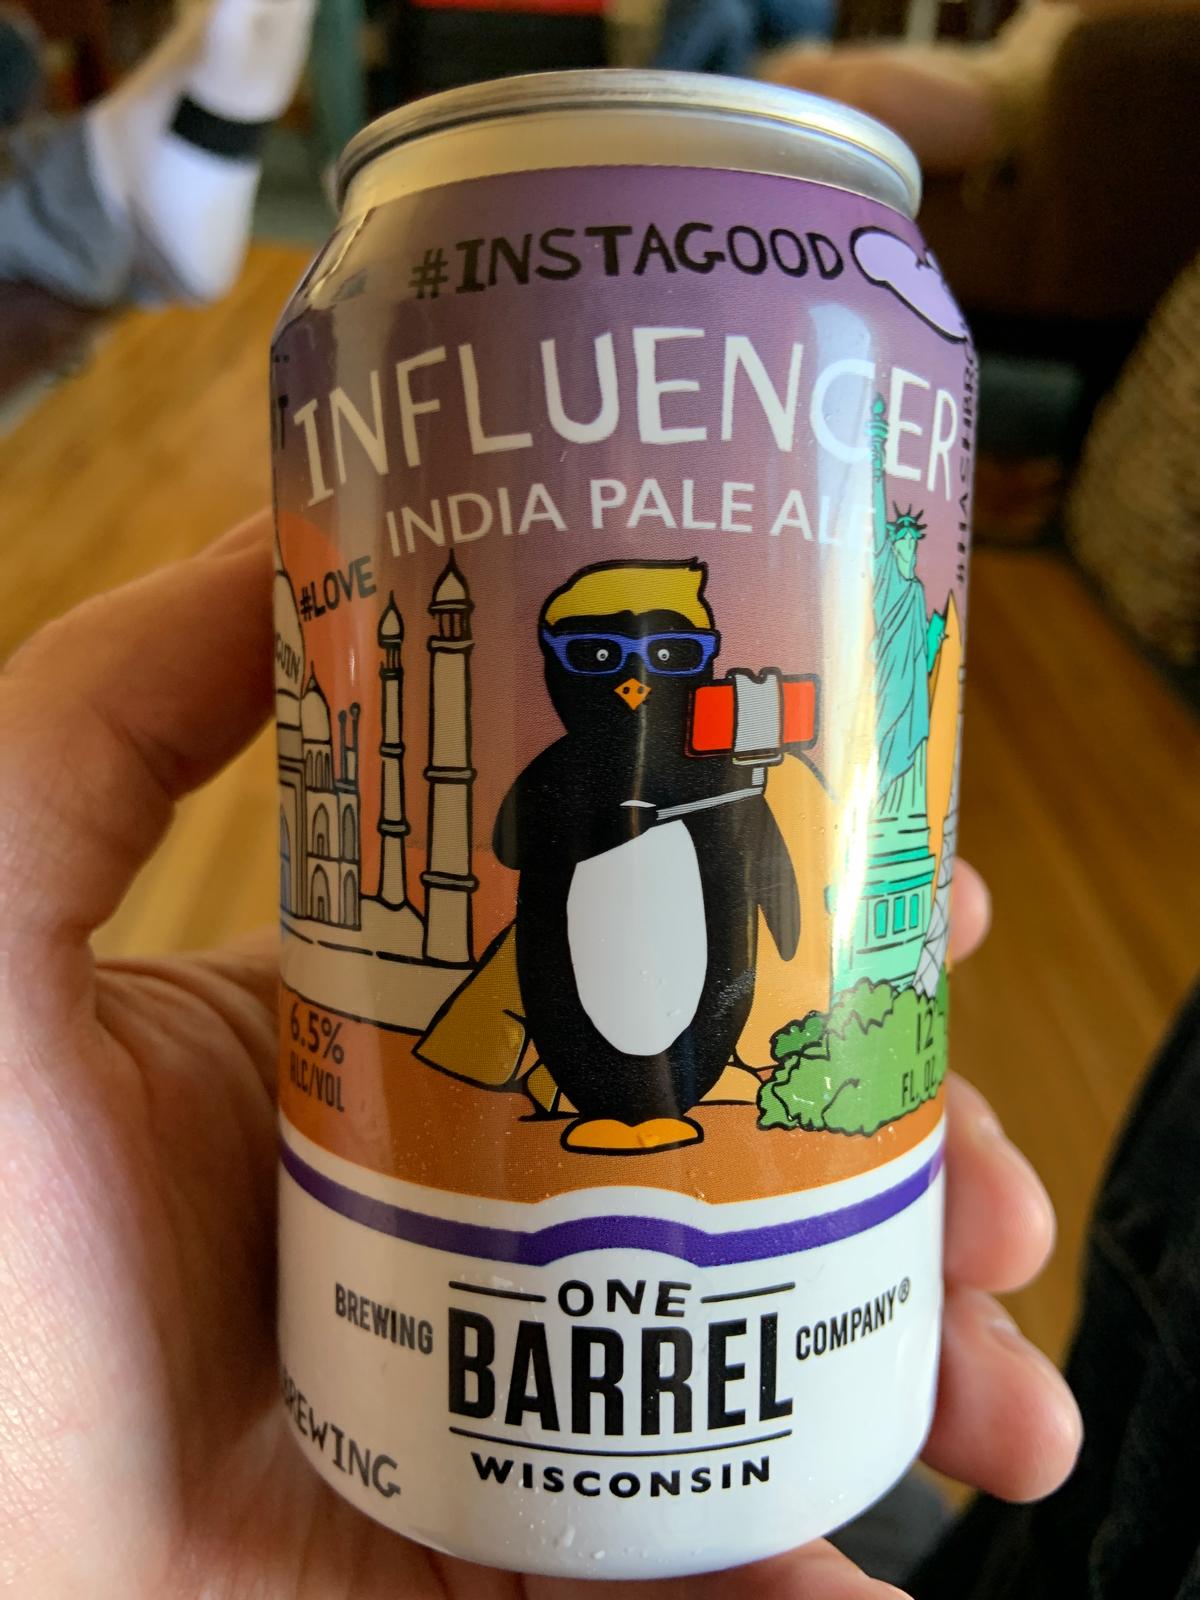 #INSTAGOOD
INFLUENCER
INDIA PALE ALE
#LOVE
6.5%
ALC/VOL
12
FL. OZ
BREWING
ONE
BARREL
COMPANY®
WISCONSIN
BREWING